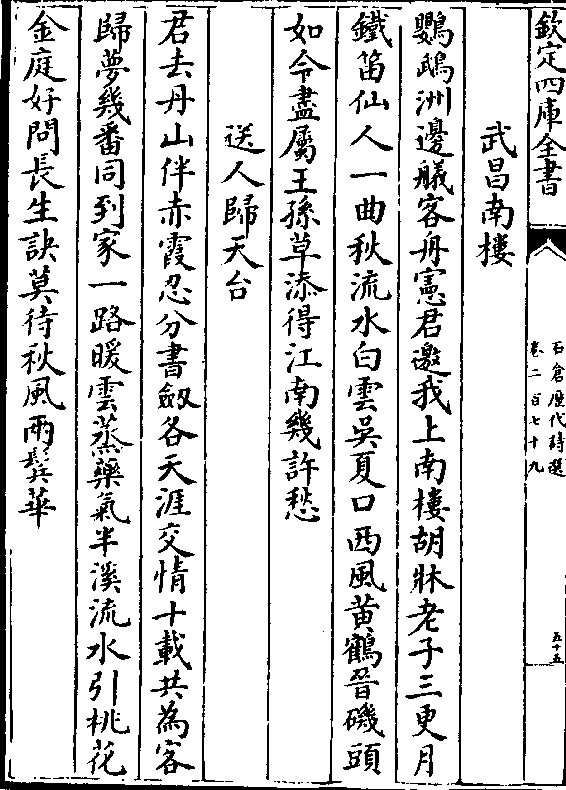 欽定四庫全書
石倉歷代詩選
卷二百七十九
五十五
武昌南樓
鸚鵡洲邊艤客舟憲君邀我上南樓胡牀老子三更月
鐵笛仙人一曲秋流水白雲吳夏口西風黄鶴晉磯頭
如今盡屬王孫草添得江南幾許愁
送人歸天台
君去丹山伴赤霞忍分書劔各天涯交情十載共為客
歸夢幾番同到家一路暖雲蒸藥氣半溪流水引桃花
金庭好問長生訣莫待秋風兩鬂華